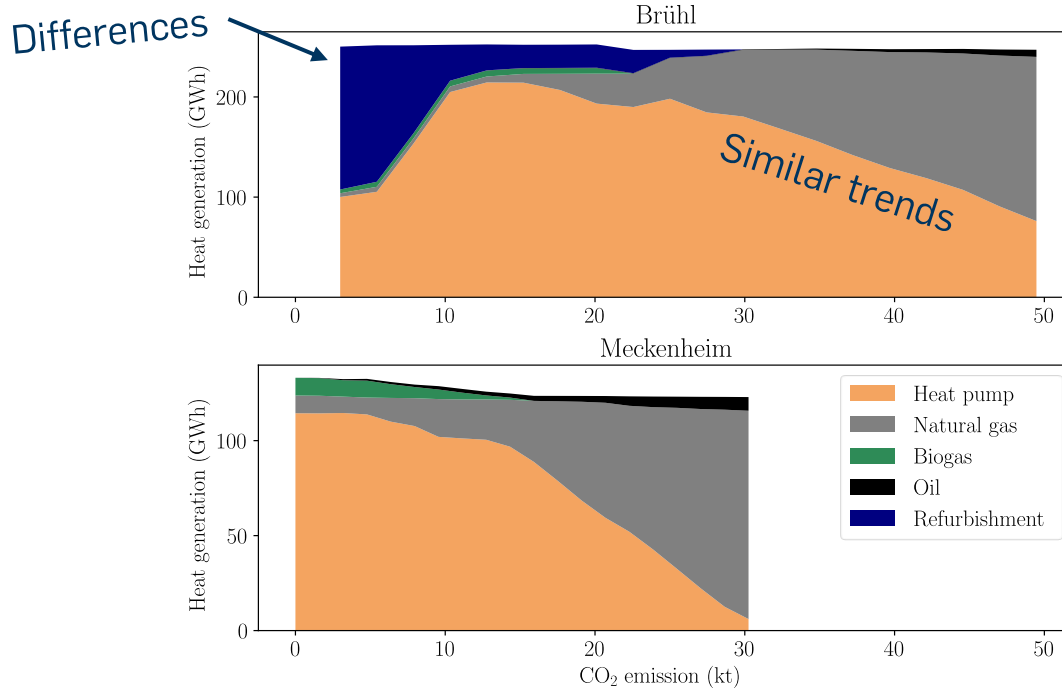 Differences
Brühl
Heat generation (GWh)
200
100
0
Similar trends
0 10 20 30 40 50
Meckenheim
Heat generation (GWh)
100
50
0
Heat pump
Natural gas
Biogas
Oil
Refurbishment
0 10 20 30 40 50
CO₂ emission (kt)